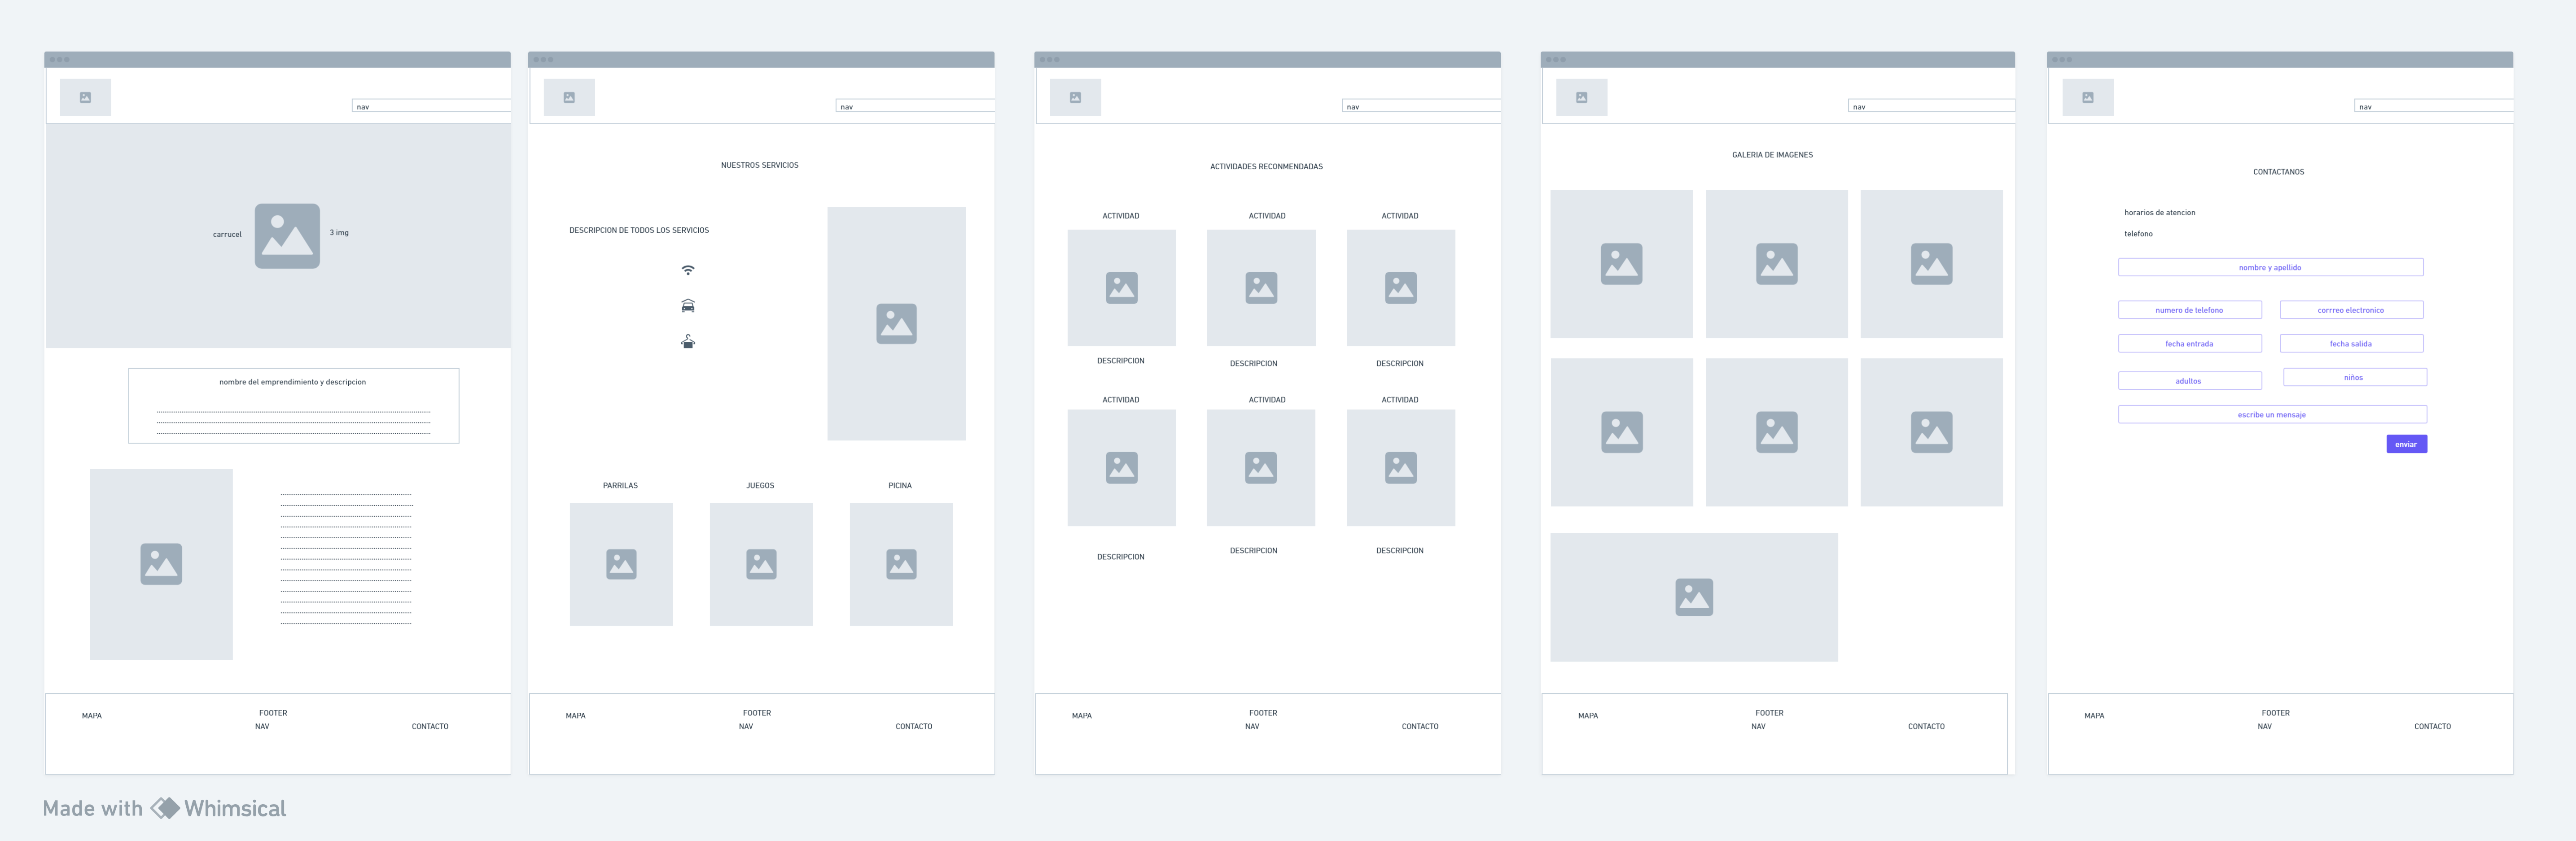 nav
carrucel
3 img
nombre del emprendimiento y descripcion
MAPA
FOOTER
NAV
CONTACTO
nav
NUESTROS SERVICIOS
DESCRIPCION DE TODOS LOS SERVICIOS
PARRILAS
JUEGOS
PICINA
MAPA
FOOTER
NAV
CONTACTO
nav
ACTIVIDADES RECONMENDADAS
ACTIVIDAD
ACTIVIDAD
ACTIVIDAD
DESCRIPCION
DESCRIPCION
DESCRIPCION
ACTIVIDAD
ACTIVIDAD
ACTIVIDAD
DESCRIPCION
DESCRIPCION
DESCRIPCION
MAPA
FOOTER
NAV
CONTACTO
nav
GALERIA DE IMAGENES
MAPA
FOOTER
NAV
CONTACTO
nav
CONTACTANOS
horarios de atencion
telefono
nombre y apellido
numero de telefono
corrreo electronico
fecha entrada
fecha salida
adultos
niños
escribe un mensaje
enviar
MAPA
FOOTER
NAV
CONTACTO
Made with Whimsical